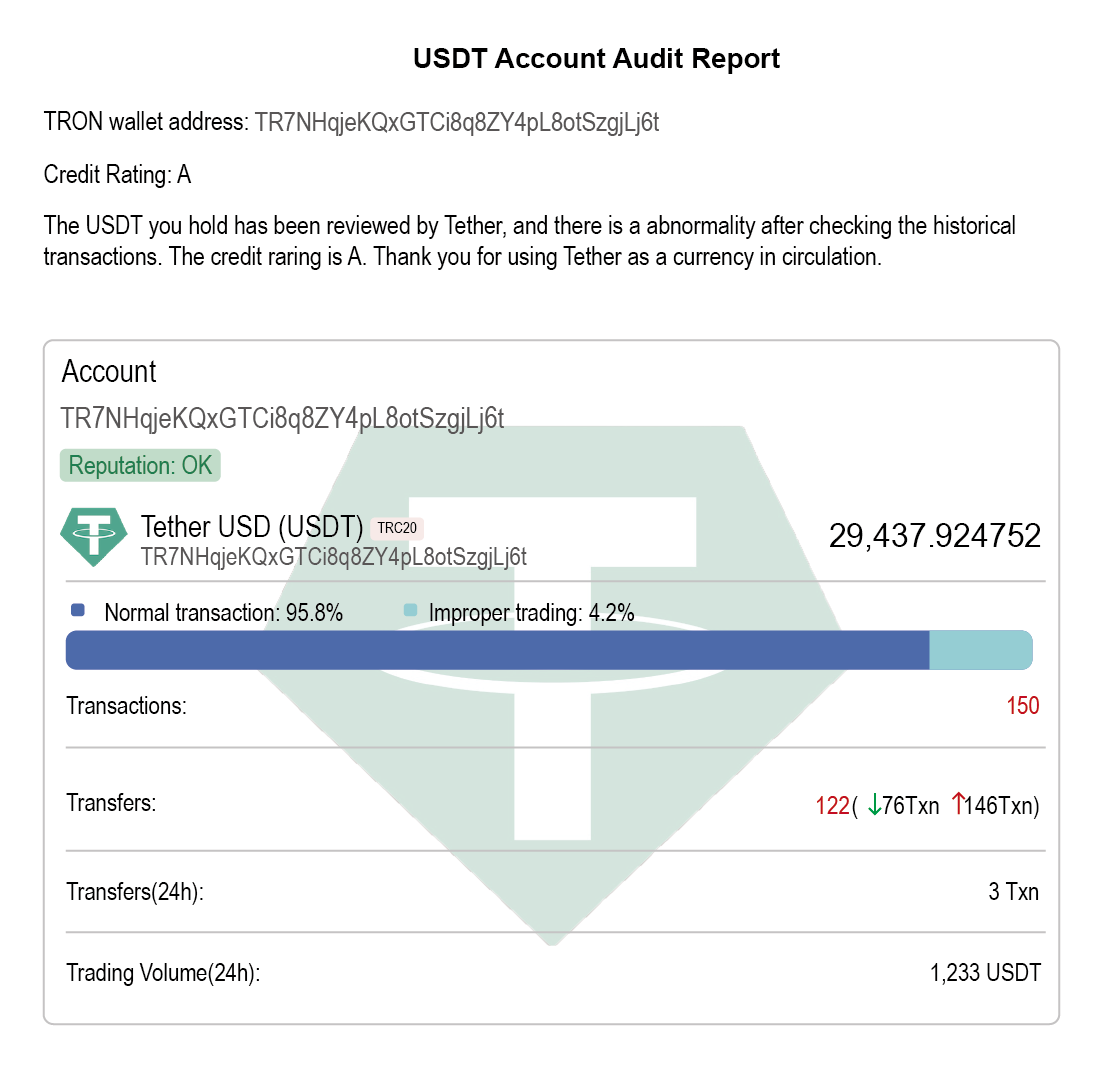 USDT Account Audit Report
TRON wallet address: TR7NHqjeKQxGTCi8q8ZY4pL8otSzgjLj6t
Credit Rating: A
The USDT you hold has been reviewed by Tether, and there is a abnormality after checking the historical
transactions. The credit raring is A. Thank you for using Tether as a currency in circulation.
Account
TR7NHqjeKQxGTCi8q8ZY4pL8otSzgjLj6t
Reputation: OK
Tether USD (USDT) TRC20
TR7NHqjeKQxGTCi8q8ZY4pL8otSzgjLj6t
29,437.924752
Normal transaction: 95.8% Improper trading: 4.2%
Transactions: 150
Transfers: 122( ↓76Txn ↑146Txn)
Transfers(24h): 3 Txn
Trading Volume(24h): 1,233 USDT